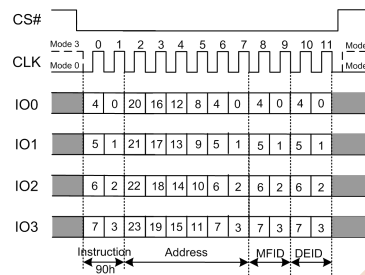 CS#
Mode 3 0 1 2 3 4 5 6 7 8 9 10 11 Mode
CLK
Mode 0 Mode
IO0 4 0 20 16 12 8 4 0 4 0 4 0
IO1 5 1 21 17 13 9 5 1 5 1 5 1
IO2 6 2 22 18 14 10 6 2 6 2 6 2
IO3 7 3 23 19 15 11 7 3 7 3 7 3
Instruction Address MFID DEID
90h